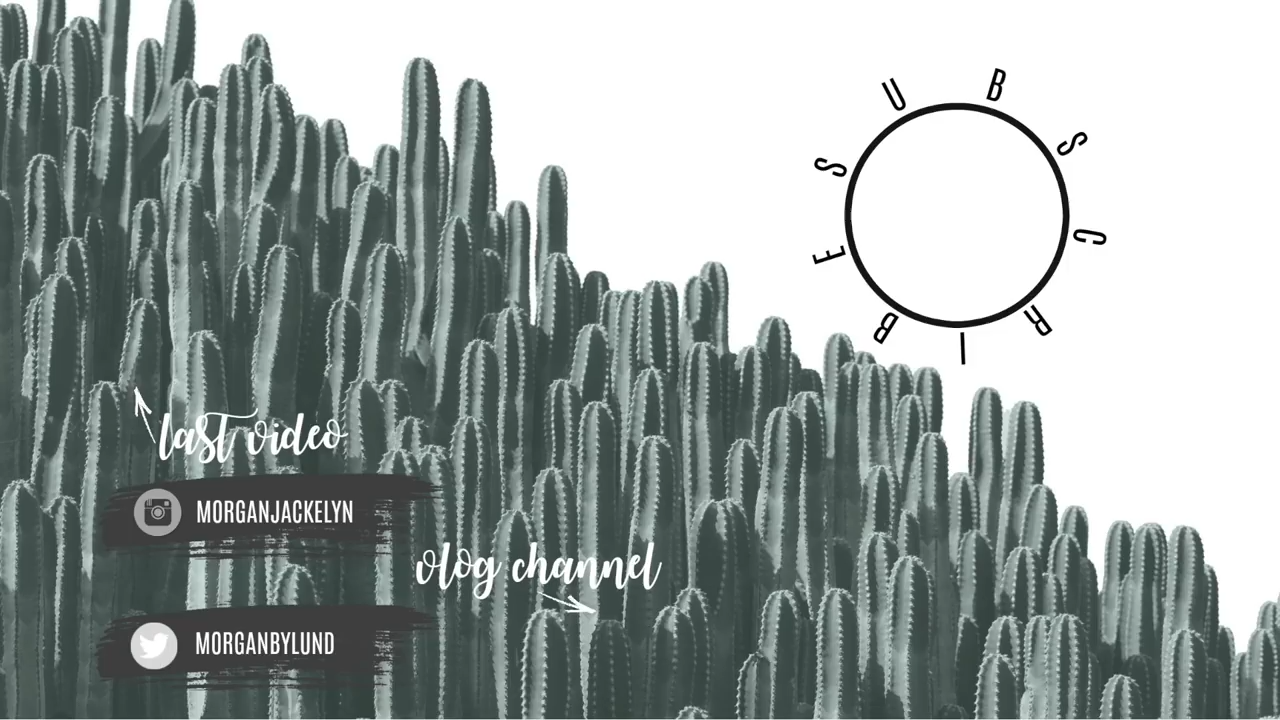 SUBSCRIBE
last video
MORGANJACKELYN
vlog channel
MORGANBYLUND